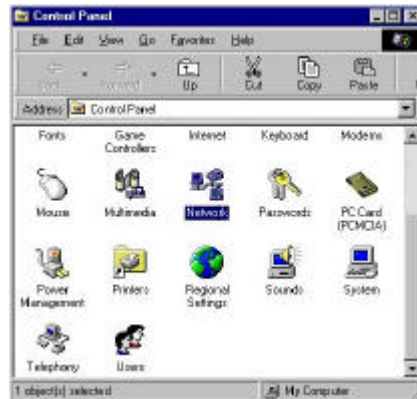 Control Panel
File Edit View Go Favorites Help
Back Forward Up Cut Copy Paste
Address Control Panel
Fonts Game Controllers Internet Keyboard Modems
Mouse Multimedia Network Passwords PC Card (PCMCIA)
Power Management Printers Regional Settings Sounds System
Telephony Users
1 object(s) selected My Computer